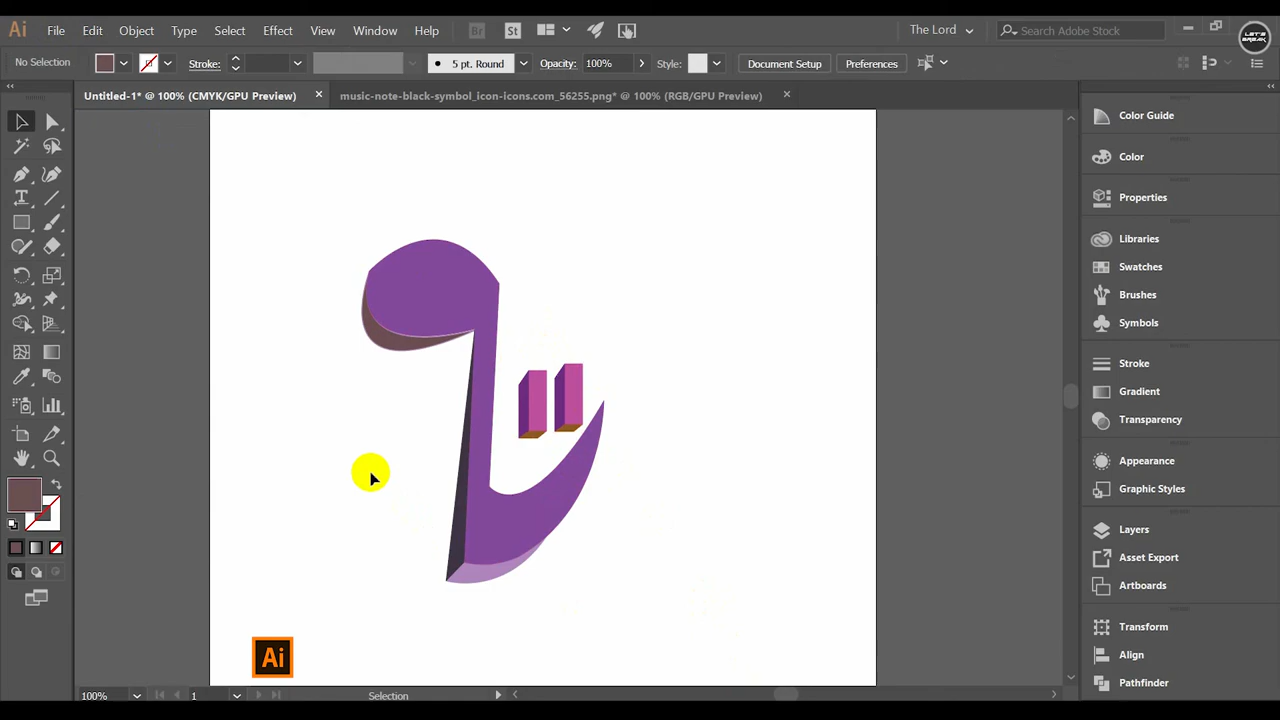 Ai File Edit Object Type Select Effect View Window Help Br St The Lord Search Adobe Stock
LET'S BREAK
No Selection Stroke: 5 pt. Round Opacity: 100% Style: Document Setup Preferences
Untitled-1* @ 100% (CMYK/GPU Preview) music-note-black-symbol_icon-icons.com_56255.png* @ 100% (RGB/GPU Preview)
Color Guide
Color
Properties
Libraries
Swatches
Brushes
Symbols
Stroke
Gradient
Transparency
Appearance
Graphic Styles
Layers
Asset Export
Artboards
Transform
Align
Pathfinder
Ai
100% 1 Selection